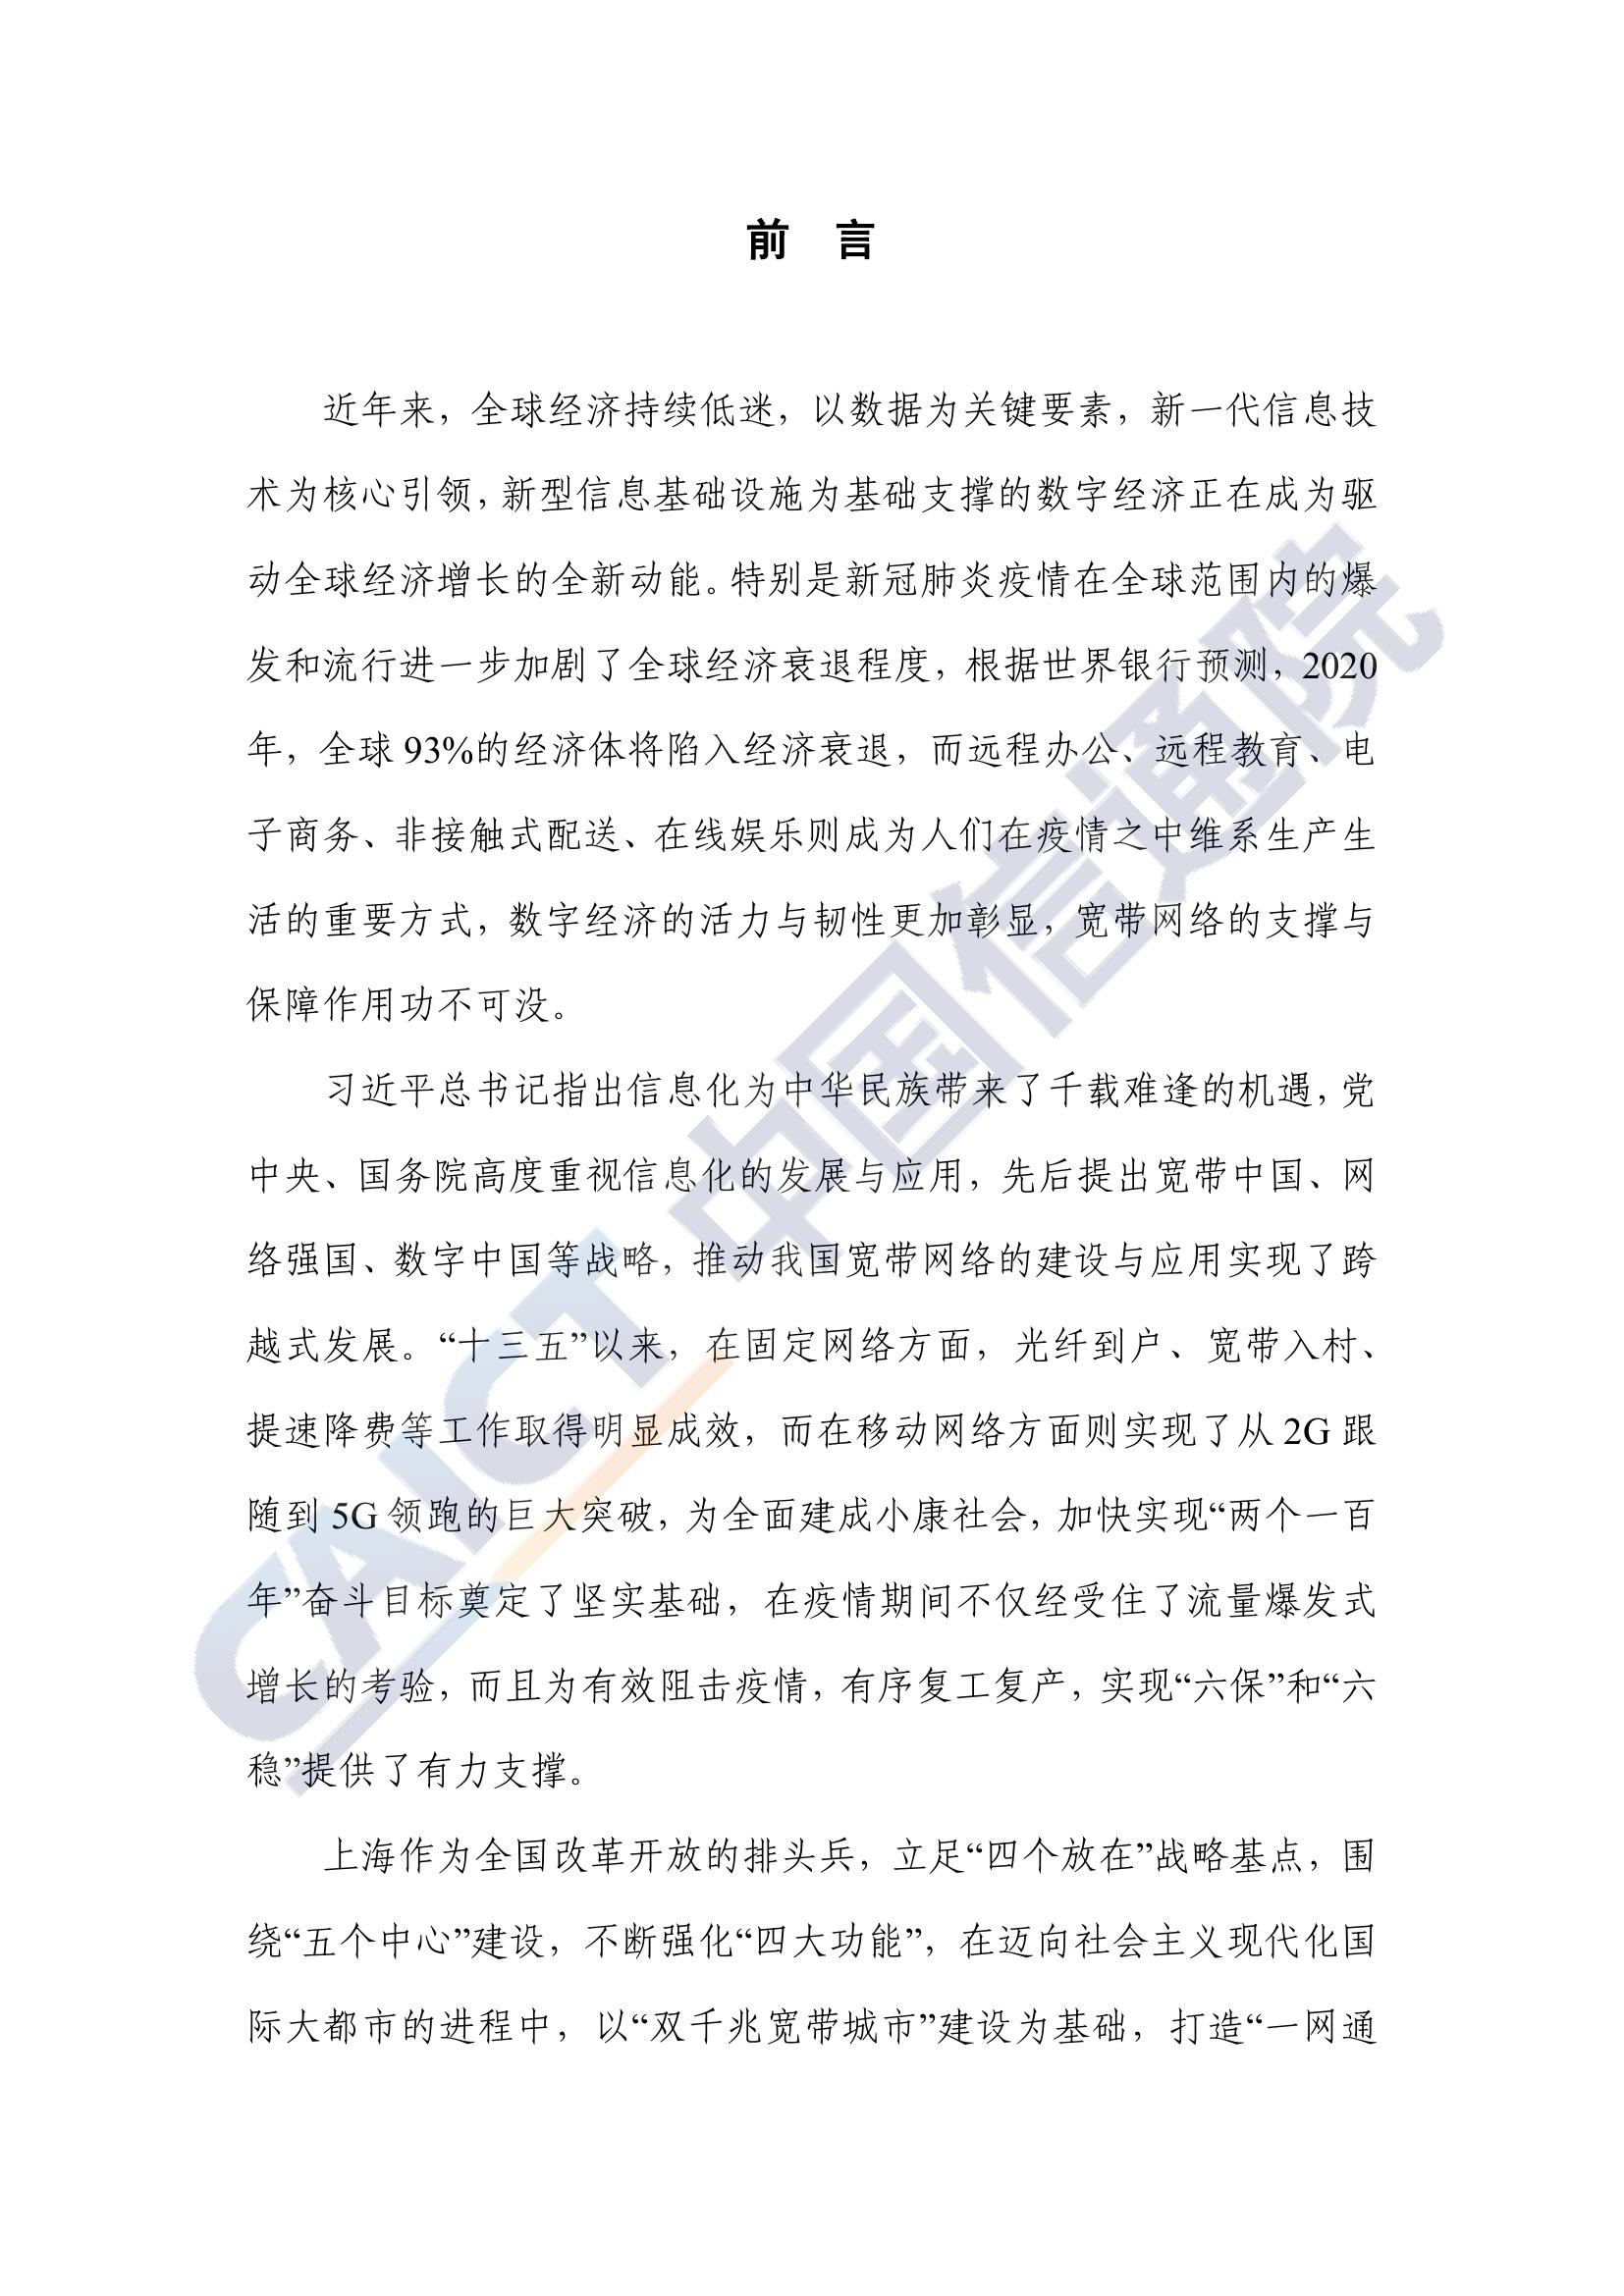 前 言
近年来，全球经济持续低迷，以数据为关键要素，新一代信息技
术为核心引领，新型信息基础设施为基础支撑的数字经济正在成为驱
动全球经济增长的全新动能。特别是新冠肺炎疫情在全球范围内的爆
发和流行进一步加剧了全球经济衰退程度，根据世界银行预测，2020
年，全球 93%的经济体将陷入经济衰退，而远程办公、远程教育、电
子商务、非接触式配送、在线娱乐则成为人们在疫情之中维系生产生
活的重要方式，数字经济的活力与韧性更加彰显，宽带网络的支撑与
保障作用功不可没。
习近平总书记指出信息化为中华民族带来了千载难逢的机遇，党
中央、国务院高度重视信息化的发展与应用，先后提出宽带中国、网
络强国、数字中国等战略，推动我国宽带网络的建设与应用实现了跨
越式发展。“十三五”以来，在固定网络方面，光纤到户、宽带入村、
提速降费等工作取得明显成效，而在移动网络方面则实现了从 2G 跟
随到 5G 领跑的巨大突破，为全面建成小康社会，加快实现“两个一百
年”奋斗目标奠定了坚实基础，在疫情期间不仅经受住了流量爆发式
增长的考验，而且为有效阻击疫情，有序复工复产，实现“六保”和“六
稳”提供了有力支撑。
上海作为全国改革开放的排头兵，立足“四个放在”战略基点，围
绕“五个中心”建设，不断强化“四大功能”，在迈向社会主义现代化国
际大都市的进程中，以“双千兆宽带城市”建设为基础，打造“一网通
CAICT 中国信通院